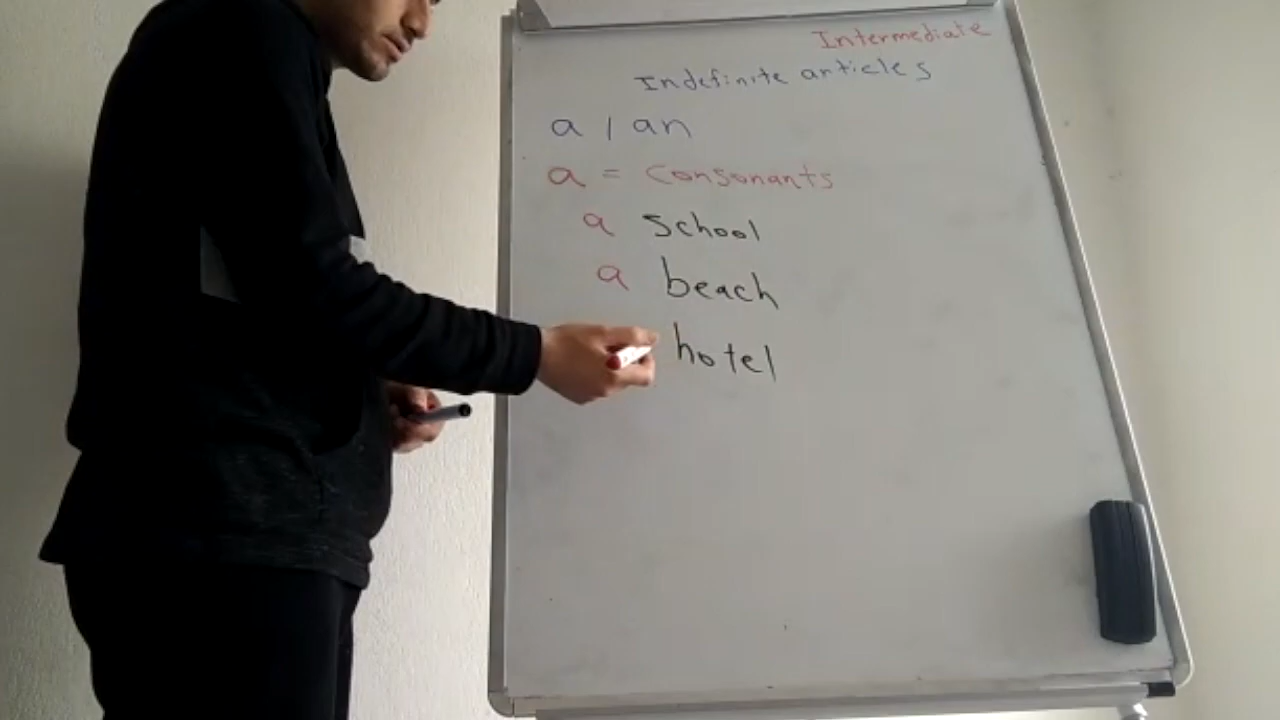 Intermediate
Indefinite articles
a / an
a = consonants
a school
a beach
hotel